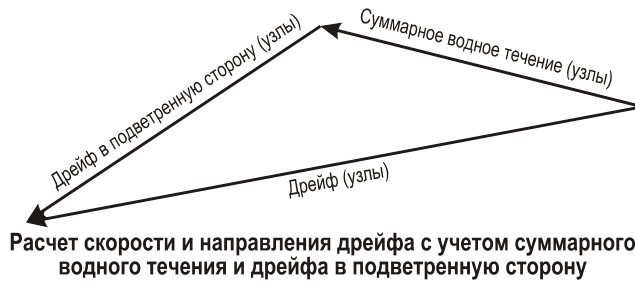 Суммарное водное течение (узлы)
Дрейф в подветренную сторону (узлы)
Дрейф (узлы)
Расчет скорости и направления дрейфа с учетом суммарного
водного течения и дрейфа в подветренную сторону